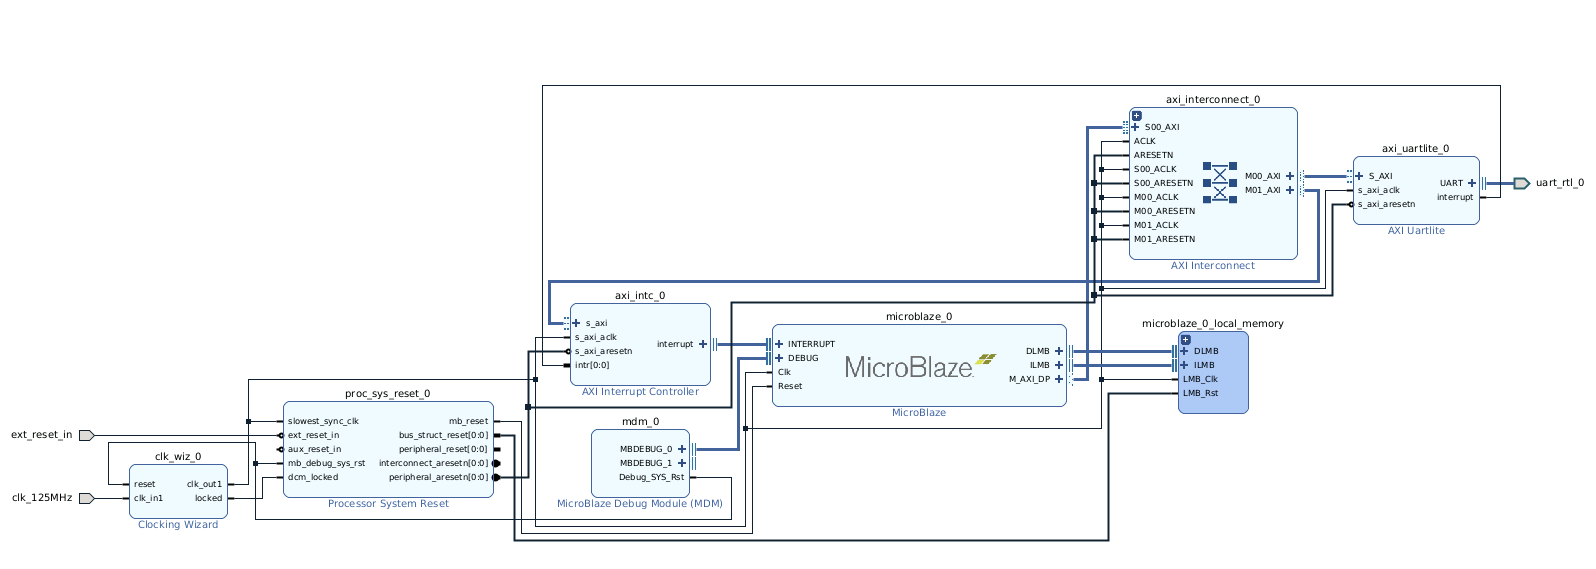 axi_interconnect_0
S00_AXI
ACLK
ARESETN
S00_ACLK
S00_ARESETN
M00_ACLK
M00_ARESETN
M01_ACLK
M01_ARESETN
M00_AXI
M01_AXI
AXI Interconnect
axi_uartlite_0
S_AXI
s_axi_aclk
s_axi_aresetn
UART
interrupt
AXI Uartlite
uart_rtl_0
axi_intc_0
s_axi
s_axi_aclk
s_axi_aresetn
intr[0:0]
interrupt
AXI Interrupt Controller
microblaze_0
INTERRUPT
DEBUG
Clk
Reset
MicroBlaze
DLMB
ILMB
M_AXI_DP
MicroBlaze
microblaze_0_local_memory
DLMB
ILMB
LMB_Clk
LMB_Rst
proc_sys_reset_0
slowest_sync_clk
ext_reset_in
aux_reset_in
mb_debug_sys_rst
dcm_locked
mb_reset
bus_struct_reset[0:0]
peripheral_reset[0:0]
interconnect_aresetn[0:0]
peripheral_aresetn[0:0]
Processor System Reset
mdm_0
MBDEBUG_0
MBDEBUG_1
Debug_SYS_Rst
MicroBlaze Debug Module (MDM)
ext_reset_in
clk_125MHz
clk_wiz_0
reset
clk_in1
clk_out1
locked
Clocking Wizard